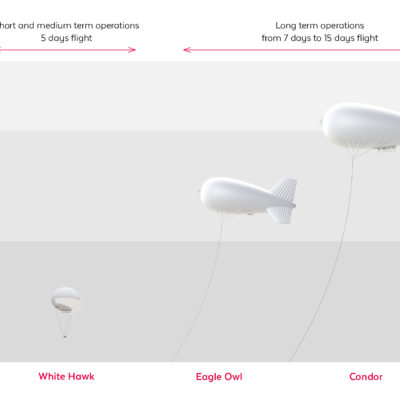 hort and medium term operations
5 days flight
Long term operations
from 7 days to 15 days flight
White Hawk
Eagle Owl
Condor